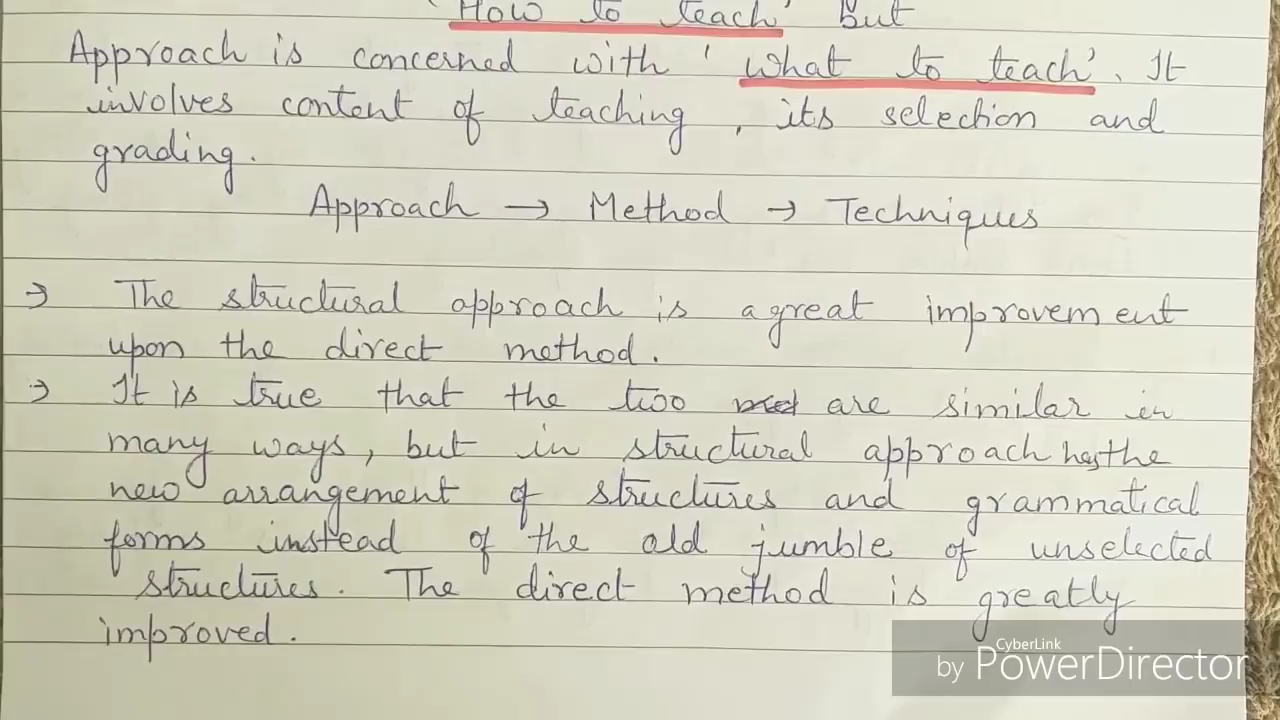 'How to teach' But
Approach is concerned with 'what to teach'. It
involves content of teaching, its selection and
grading.
Approach → Method → Techniques
→ The structural approach is a great improvement
upon the direct method.
→ It is true that the two are similar in
many ways, but in structural approach has the
new arrangement of structures and grammatical
forms instead of the old jumble of unselected
structures. The direct method is greatly
improved.
CyberLink
by PowerDirector